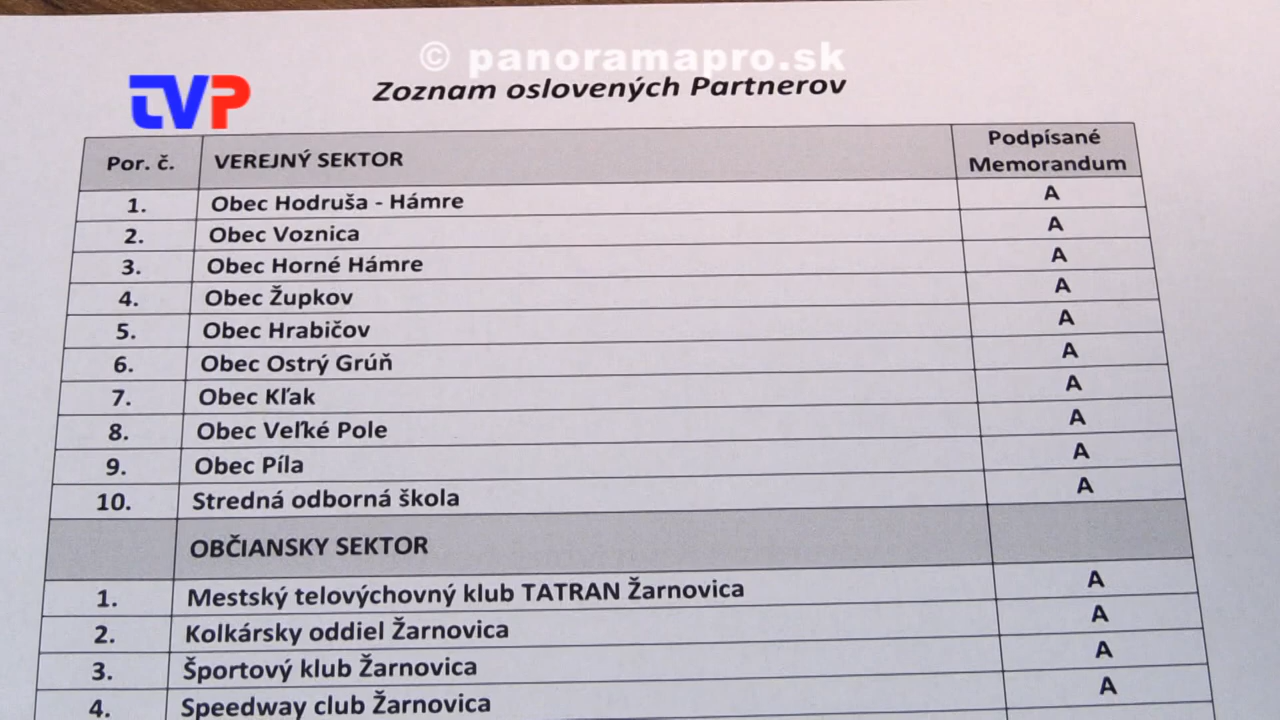 © panoramapro.sk
TVP
Zoznam oslovených Partnerov
Por. č. VEREJNÝ SEKTOR Podpísané Memorandum
1. Obec Hodruša - Hámre A
2. Obec Voznica A
3. Obec Horné Hámre A
4. Obec Župkov A
5. Obec Hrabičov A
6. Obec Ostrý Grúň A
7. Obec Kľak A
8. Obec Veľké Pole A
9. Obec Píla A
10. Stredná odborná škola A
OBČIANSKY SEKTOR
1. Mestský telovýchovný klub TATRAN Žarnovica A
2. Kolkársky oddiel Žarnovica A
3. Športový klub Žarnovica A
4. Speedway club Žarnovica A